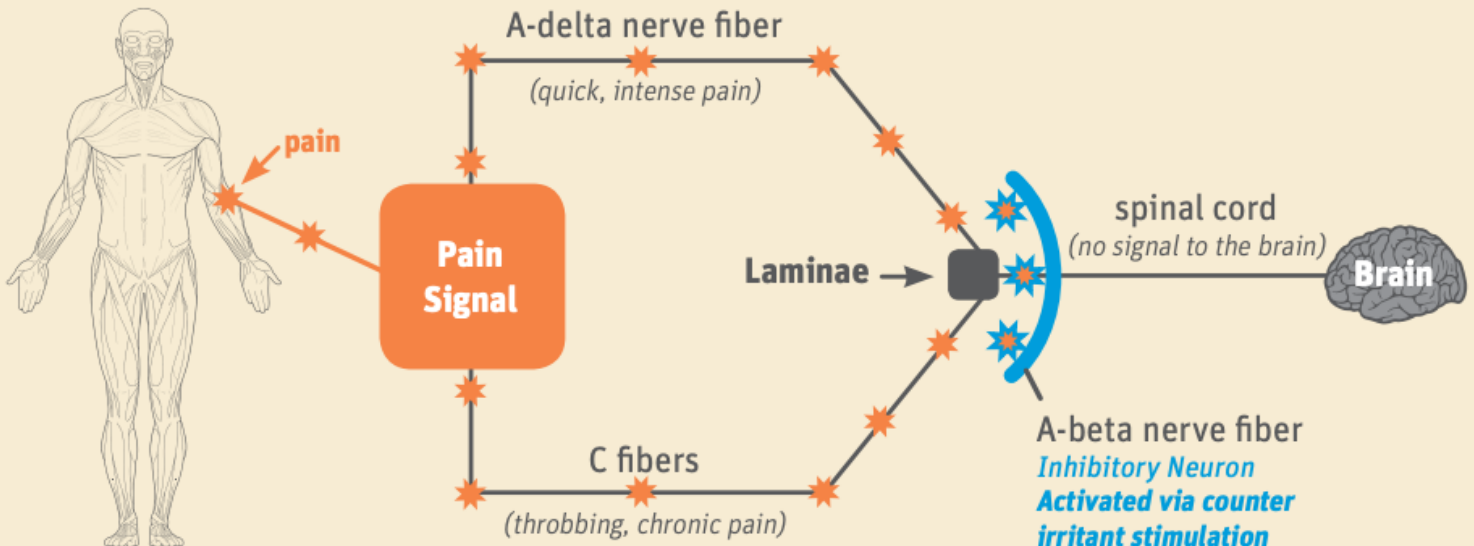 A-delta nerve fiber
(quick, intense pain)
pain
Pain
Signal
Laminae
spinal cord
(no signal to the brain)
Brain
C fibers
(throbbing, chronic pain)
A-beta nerve fiber
Inhibitory Neuron
Activated via counter
irritant stimulation